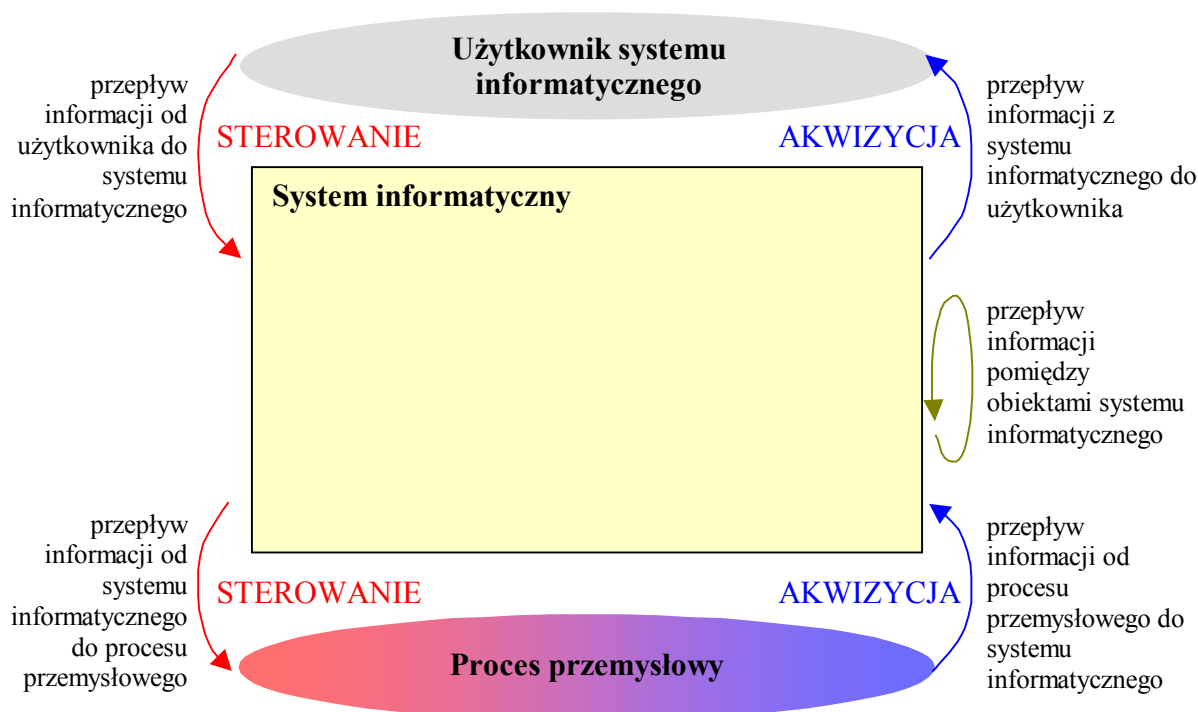 Użytkownik systemu
informatycznego
przepływ
informacji od
użytkownika do
systemu
informatycznego
STEROWANIE
AKWIZYCJA
przepływ
informacji z
systemu
informatycznego do
użytkownika
System informatyczny
przepływ
informacji
pomiędzy
obiektami systemu
informatycznego
przepływ
informacji od
systemu
informatycznego
do procesu
przemysłowego
STEROWANIE
AKWIZYCJA
przepływ
informacji od
procesu
przemysłowego do
systemu
informatycznego
Proces przemysłowy